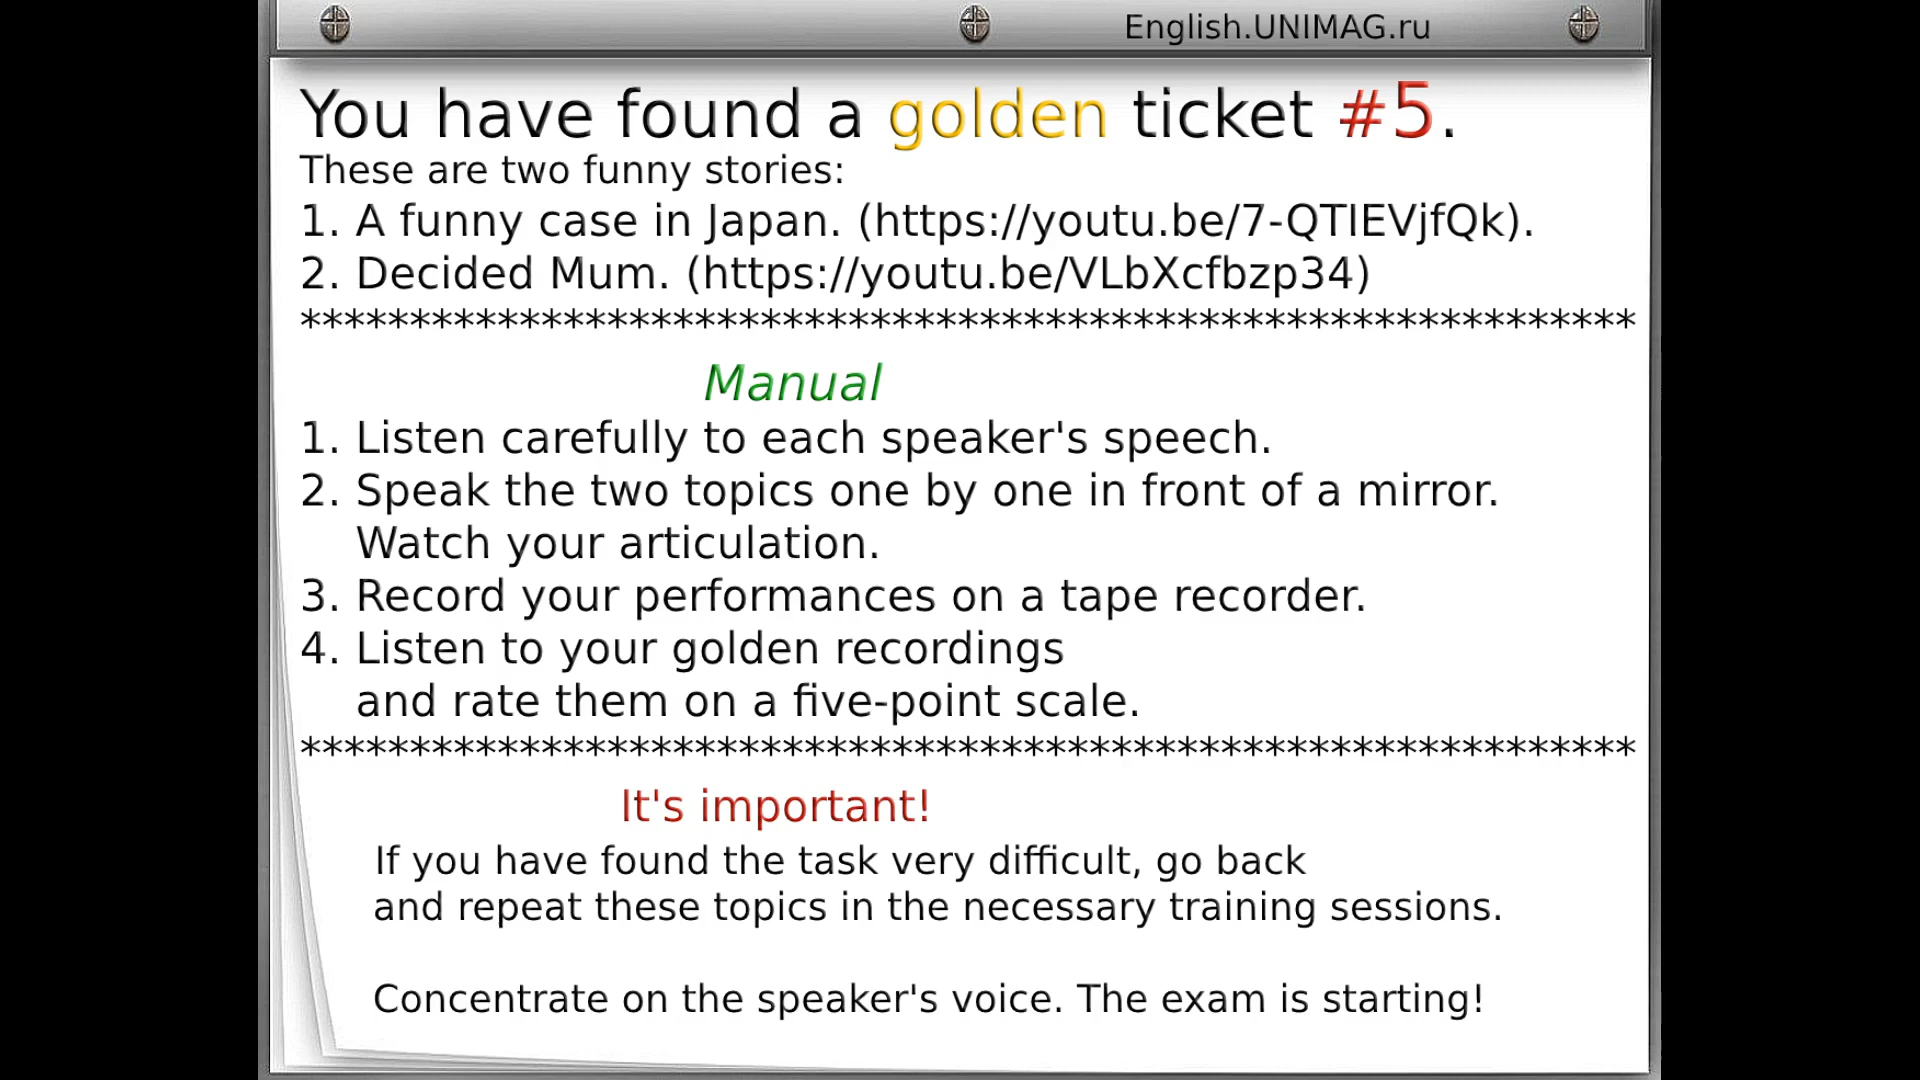 English.UNIMAG.ru
You have found a golden ticket #5.
These are two funny stories:
1. A funny case in Japan. (https://youtu.be/7-QTIEVjfQk).
2. Decided Mum. (https://youtu.be/VLbXcfbzp34)
**************************************************************
Manual
1. Listen carefully to each speaker's speech.
2. Speak the two topics one by one in front of a mirror.
Watch your articulation.
3. Record your performances on a tape recorder.
4. Listen to your golden recordings
and rate them on a five-point scale.
**************************************************************
It's important!
If you have found the task very difficult, go back
and repeat these topics in the necessary training sessions.
Concentrate on the speaker's voice. The exam is starting!